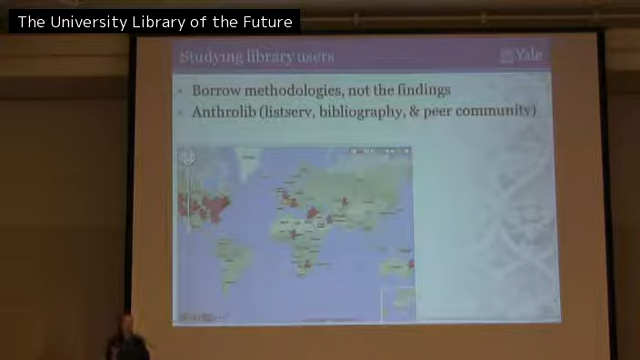 The University Library of the Future
Studying library users
Yale
Borrow methodologies, not the findings
Anthrolib (listserv, bibliography, & peer community)